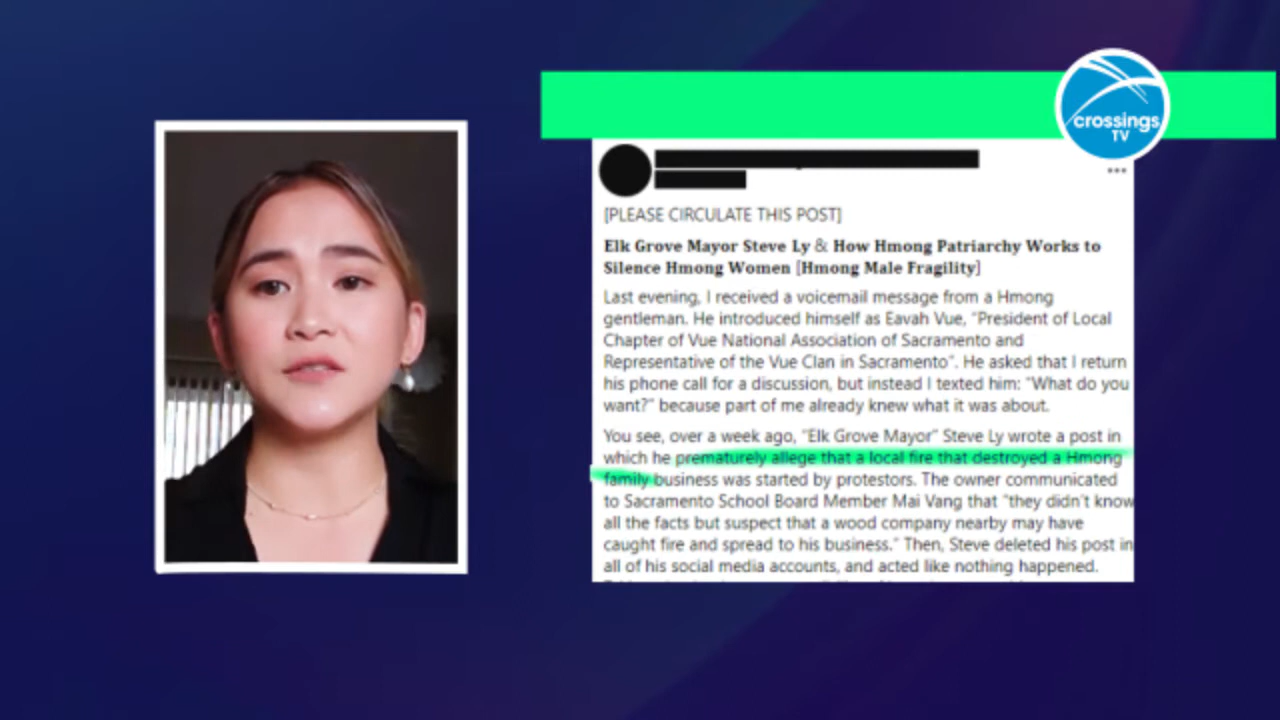 crossings
TV
[PLEASE CIRCULATE THIS POST]
Elk Grove Mayor Steve Ly & How Hmong Patriarchy Works to
Silence Hmong Women [Hmong Male Fragility]
Last evening, I received a voicemail message from a Hmong
gentleman. He introduced himself as Eavah Vue, "President of Local
Chapter of Vue National Association of Sacramento and
Representative of the Vue Clan in Sacramento". He asked that I return
his phone call for a discussion, but instead I texted him: "What do you
want?" because part of me already knew what it was about.
You see, over a week ago, "Elk Grove Mayor" Steve Ly wrote a post in
which he prematurely allege that a local fire that destroyed a Hmong
family business was started by protestors. The owner communicated
to Sacramento School Board Member Mai Vang that "they didn't know
all the facts but suspect that a wood company nearby may have
caught fire and spread to his business." Then, Steve deleted his post in
all of his social media accounts, and acted like nothing happened.